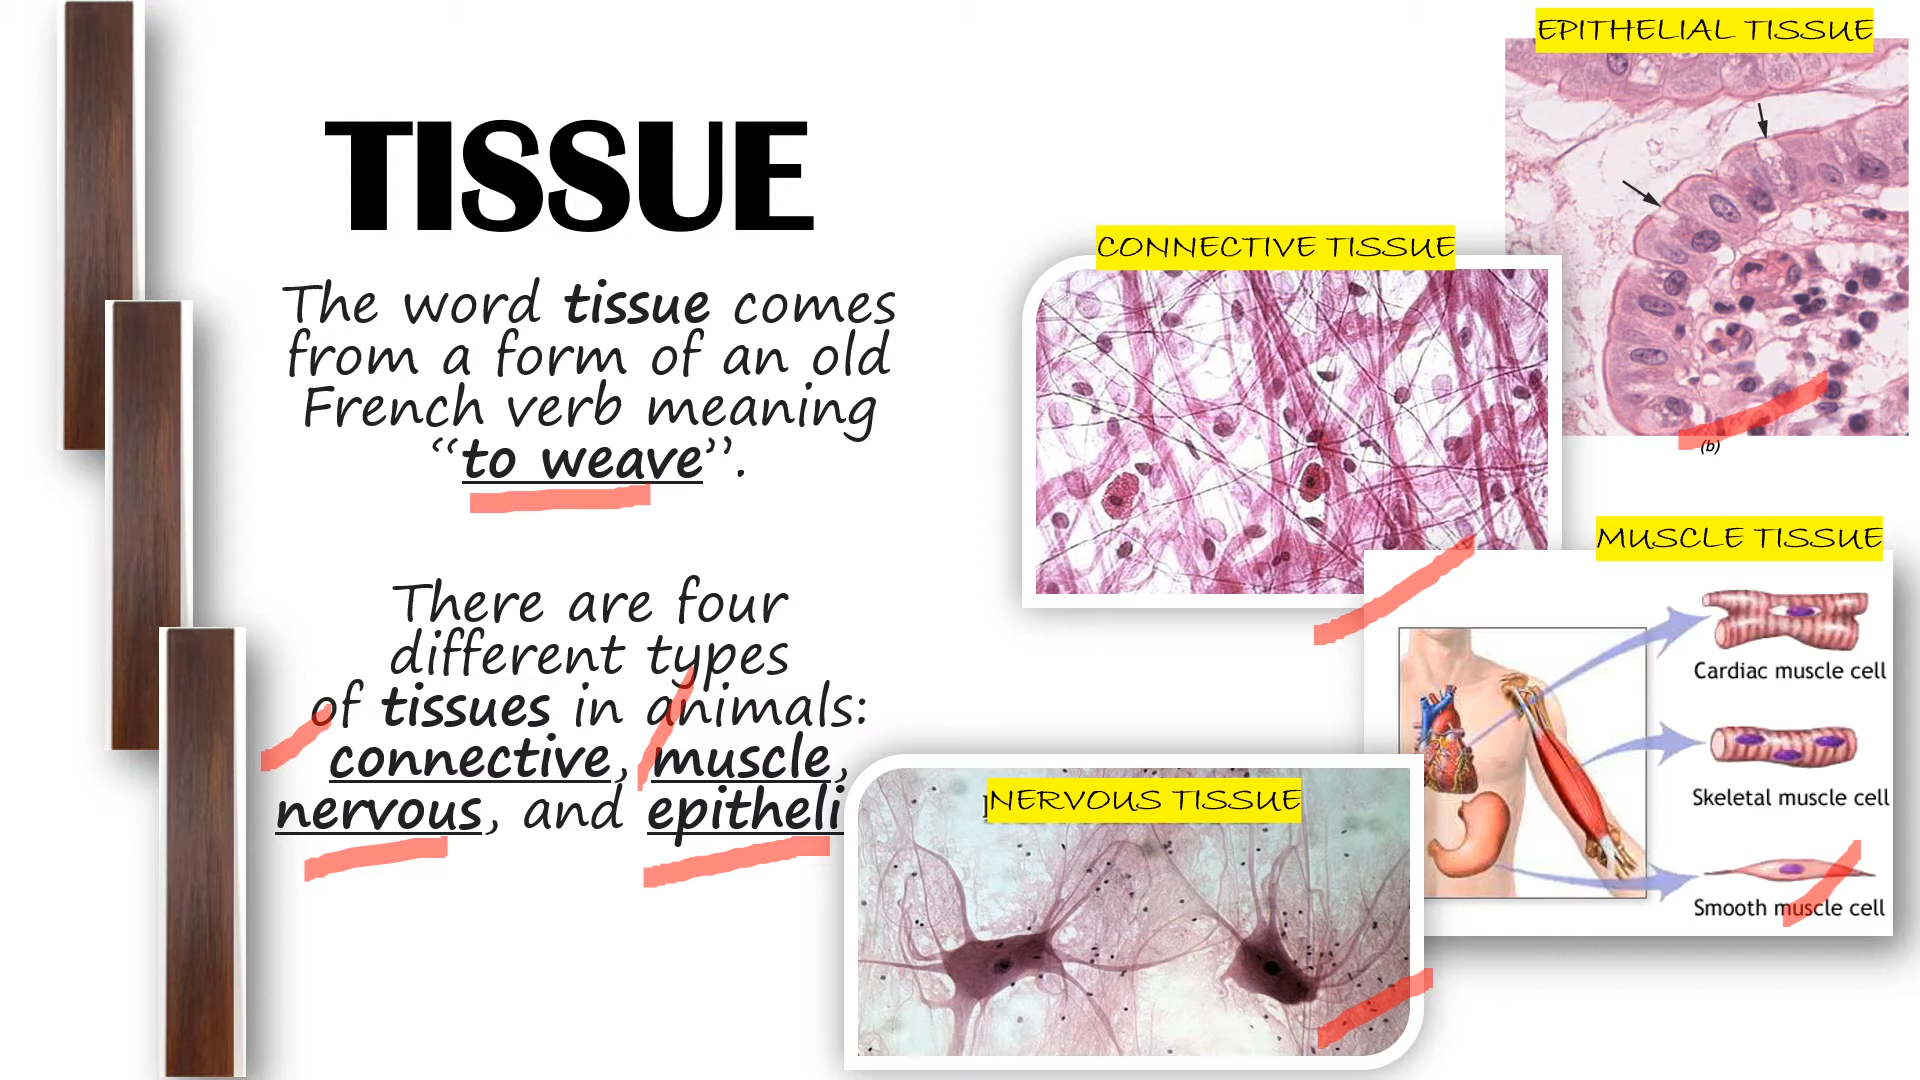 TISSUE
The word tissue comes
from a form of an old
French verb meaning
“to weave”.
There are four
different types
of tissues in animals:
connective, muscle,
nervous, and epitheli
EPITHELIAL TISSUE
(b)
CONNECTIVE TISSUE
MUSCLE TISSUE
Cardiac muscle cell
Skeletal muscle cell
Smooth muscle cell
NERVOUS TISSUE